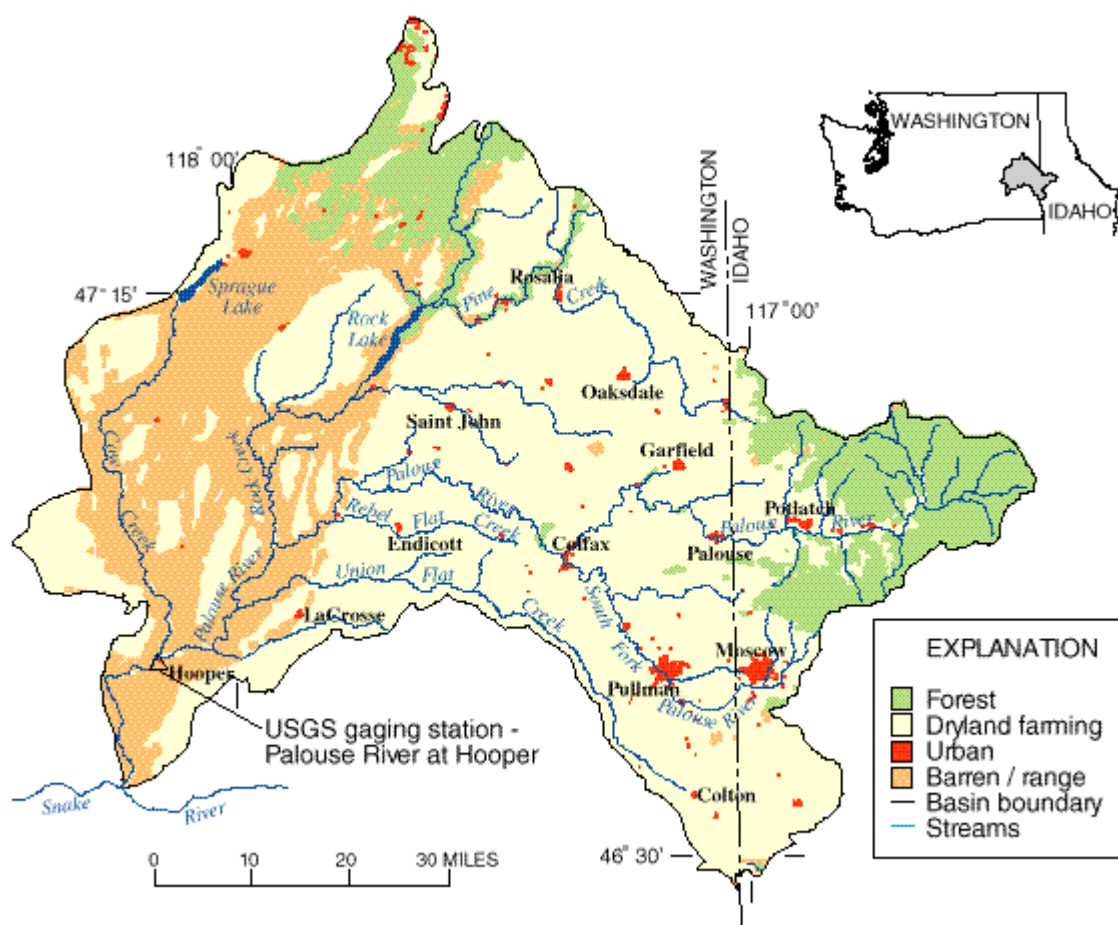 118° 00'
WASHINGTON
IDAHO
47° 15'
Sprague
Lake
Rock
Lake
Pine
Creek
Rosalia
WASHINGTON
IDAHO
117° 00'
Oaksdale
Saint John
Garfield
Cow
Creek
Rock Creek
Palouse
River
Rebel
Flat
Creek
Endicott
Colfax
Potlatch
Palouse
River
Palouse
Union
Flat
Creek
Palouse River
LaCrosse
South
Fork
Palouse River
Moscow
Pullman
Hooper
USGS gaging station -
Palouse River at Hooper
Snake
River
Colton
46° 30'
0 10 20 30 MILES
EXPLANATION
Forest
Dryland farming
Urban
Barren / range
Basin boundary
Streams